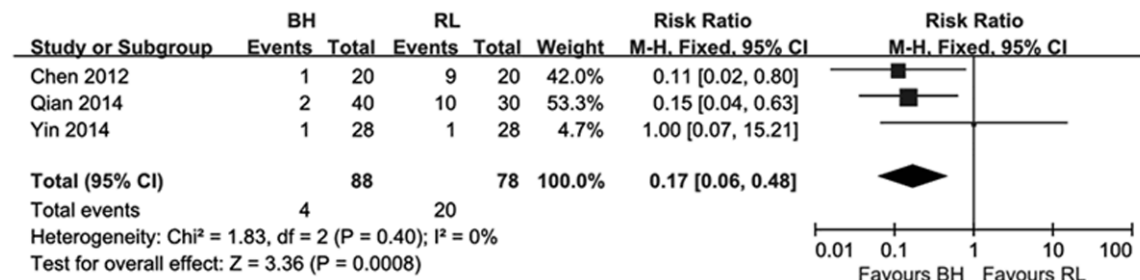 BH RL Risk Ratio Risk Ratio
Study or Subgroup Events Total Events Total Weight M-H, Fixed, 95% CI M-H, Fixed, 95% CI
Chen 2012 1 20 9 20 42.0% 0.11 [0.02, 0.80]
Qian 2014 2 40 10 30 53.3% 0.15 [0.04, 0.63]
Yin 2014 1 28 1 28 4.7% 1.00 [0.07, 15.21]
Total (95% CI) 88 78 100.0% 0.17 [0.06, 0.48]
Total events 4 20
Heterogeneity: Chi² = 1.83, df = 2 (P = 0.40); I² = 0%
Test for overall effect: Z = 3.36 (P = 0.0008)
0.01 0.1 1 10 100
Favours BH Favours RL